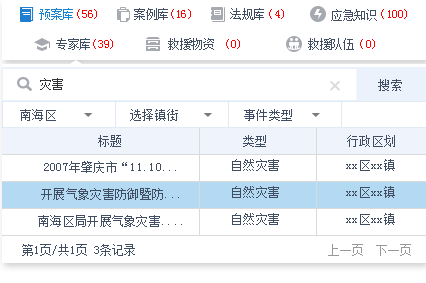 预案库(56) 案例库(16) 法规库(4) 应急知识(100)
专家库(39) 救援物资 (0) 救援队伍(0)
灾害 × 搜索
南海区 选择镇街 事件类型
标题 类型 行政区划
2007年肇庆市“11.10... 自然灾害 xx区xx镇
开展气象灾害防御暨防... 自然灾害 xx区xx镇
南海区局开展气象灾害.... 自然灾害 xx区xx镇
第1页/共1页 3条记录 上一页 下一页